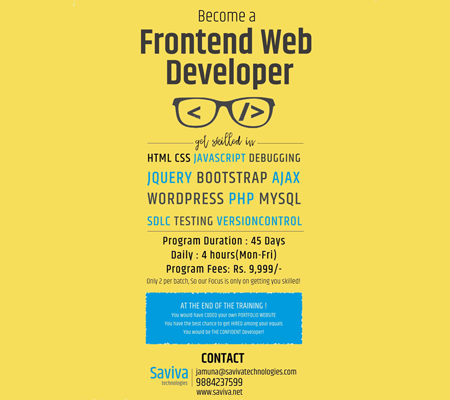 Become a
Frontend Web
Developer
< />
get skilled in
HTML CSS JAVASCRIPT DEBUGGING
JQUERY BOOTSTRAP AJAX
WORDPRESS PHP MYSQL
SDLC TESTING VERSIONCONTROL
Program Duration : 45 Days
Daily : 4 hours(Mon-Fri)
Program Fees: Rs. 9,999/-
Only 2 per batch, So our Focus is only on getting you skilled!
AT THE END OF THE TRAINING !
You would have CODED your own PORTFOLIO WEBSITE
You have the best chance to get HIRED among your equals
You would be THE CONFIDENT Developer!
CONTACT
Saviva
technologies
jamuna@savivatechnologies.com
9884237599
www.saviva.net